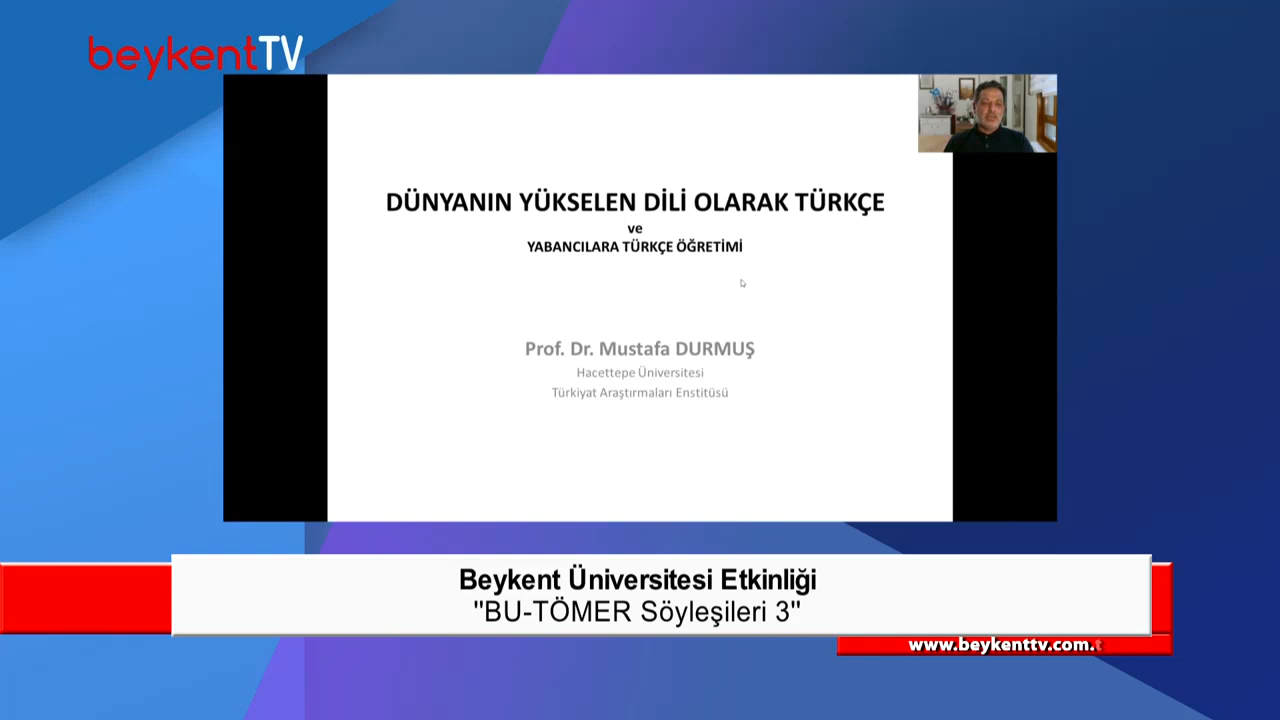 beykentTV
DÜNYANIN YÜKSELEN DİLİ OLARAK TÜRKÇE
ve
YABANCILARA TÜRKÇE ÖĞRETİMİ
Prof. Dr. Mustafa DURMUŞ
Hacettepe Üniversitesi
Türkiyat Araştırmaları Enstitüsü
Beykent Üniversitesi Etkinliği
"BU-TÖMER Söyleşileri 3"
www.beykenttv.com.t